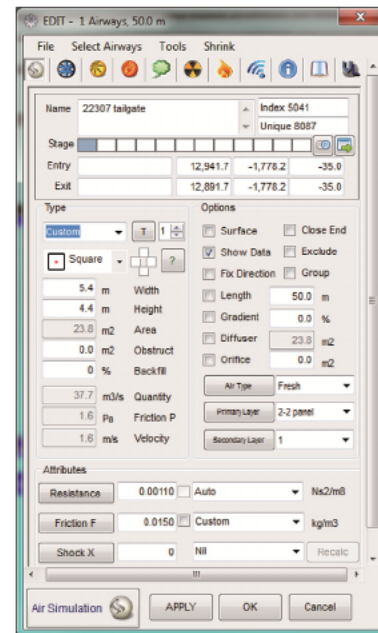 EDIT - 1 Airways, 50.0 m
File Select Airways Tools Shrink
Name 22307 tailgate Index 5041
Unique 8087
Stage
Entry 12,941.7 -1,778.2 -35.0
Exit 12,891.7 -1,778.2 -35.0
Type Options
Custom T 1 Surface Close End
Square ? Show Data Exclude
Fix Direction Group
5.4 m Width Length 50.0 m
4.4 m Height Gradient 0.0 %
23.8 m2 Area Diffuser 23.8 m2
0.0 m2 Obstruct Orifice 0.0 m2
0 % Backfill Air Type Fresh
37.7 m3/s Quantity Primary Layer 2-2 panel
1.6 Pa Friction P
1.6 m/s Velocity Secondary Layer 1
Attributes
Resistance 0.00110 Auto Ns2/m8
Friction F 0.0150 Custom kg/m3
Shock X 0 Nil Recalc
Air Simulation APPLY OK Cancel